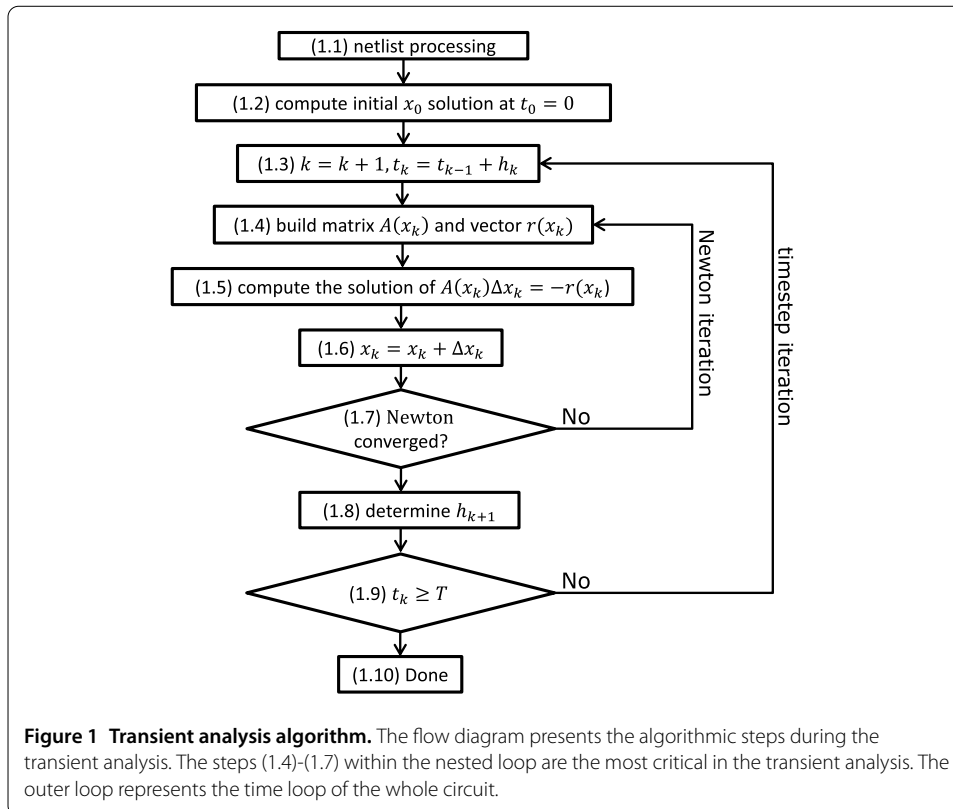 (1.1) netlist processing
(1.2) compute initial x₀ solution at t₀ = 0
(1.3) k = k + 1, tₖ = tₖ₋₁ + hₖ
(1.4) build matrix A(xₖ) and vector r(xₖ)
(1.5) compute the solution of A(xₖ)Δxₖ = −r(xₖ)
(1.6) xₖ = xₖ + Δxₖ
(1.7) Newton
converged?
No
Newton iteration
timestep iteration
(1.8) determine hₖ₊₁
(1.9) tₖ ≥ T
No
(1.10) Done
Figure 1 Transient analysis algorithm. The flow diagram presents the algorithmic steps during the
transient analysis. The steps (1.4)-(1.7) within the nested loop are the most critical in the transient analysis. The
outer loop represents the time loop of the whole circuit.